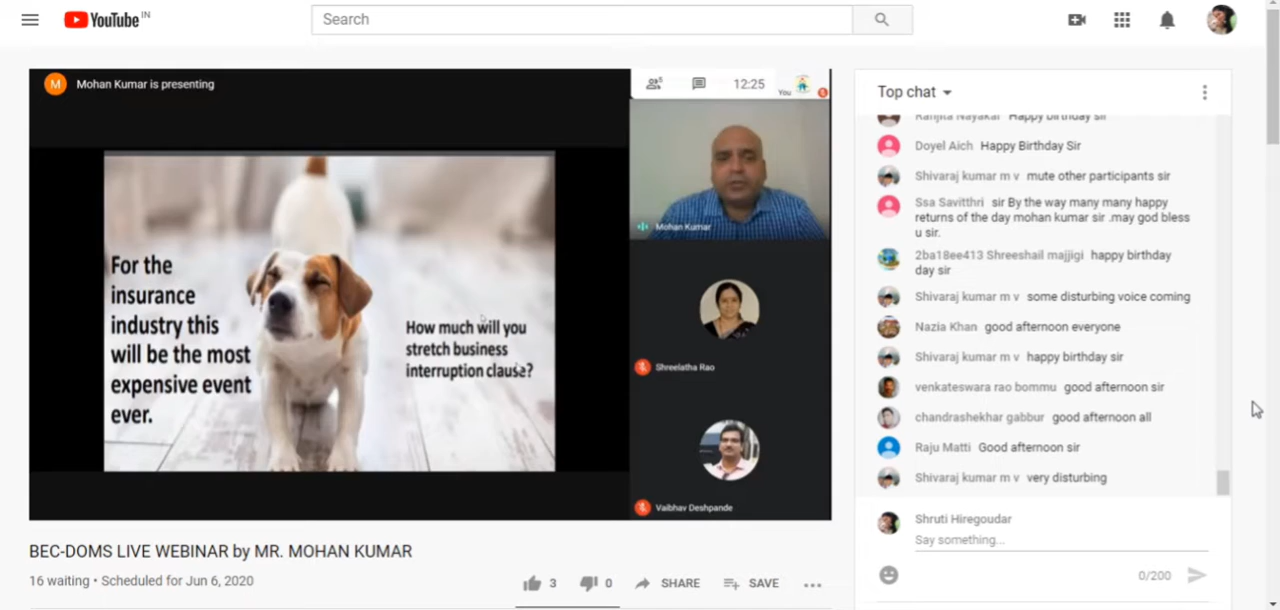 YouTube IN
Search
M
Mohan Kumar is presenting
5
12:25
You
For the
insurance
industry this
will be the most
expensive event
ever.
How much will you
stretch business
interruption clause?
Mohan Kumar
Shreelatha Rao
Vaibhav Deshpande
BEC-DOMS LIVE WEBINAR by MR. MOHAN KUMAR
16 waiting • Scheduled for Jun 6, 2020
3
0
SHARE
SAVE
Top chat
Ranjita Nayakar Happy birthday sir
Doyel Aich Happy Birthday Sir
Shivaraj kumar m v mute other participants sir
Ssa Savitthri sir By the way many many happy
returns of the day mohan kumar sir .may god bless
u sir.
2ba18ee413 Shreeshail majjigi happy birthday
day sir
Shivaraj kumar m v some disturbing voice coming
Nazia Khan good afternoon everyone
Shivaraj kumar m v happy birthday sir
venkateswara rao bommu good afternoon sir
chandrashekhar gabbur good afternoon all
Raju Matti Good afternoon sir
Shivaraj kumar m v very disturbing
Shruti Hiregoudar
Say something...
0/200